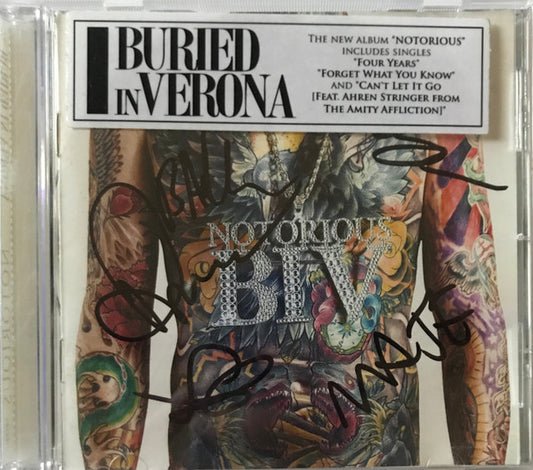 BURIED
IN VERONA
THE NEW ALBUM "NOTORIOUS"
INCLUDES SINGLES
"FOUR YEARS"
"FORGET WHAT YOU KNOW"
AND "CAN'T LET IT GO
[FEAT. AHREN STRINGER FROM
THE AMITY AFFLICTION]"
NOTORIOUS
BIV